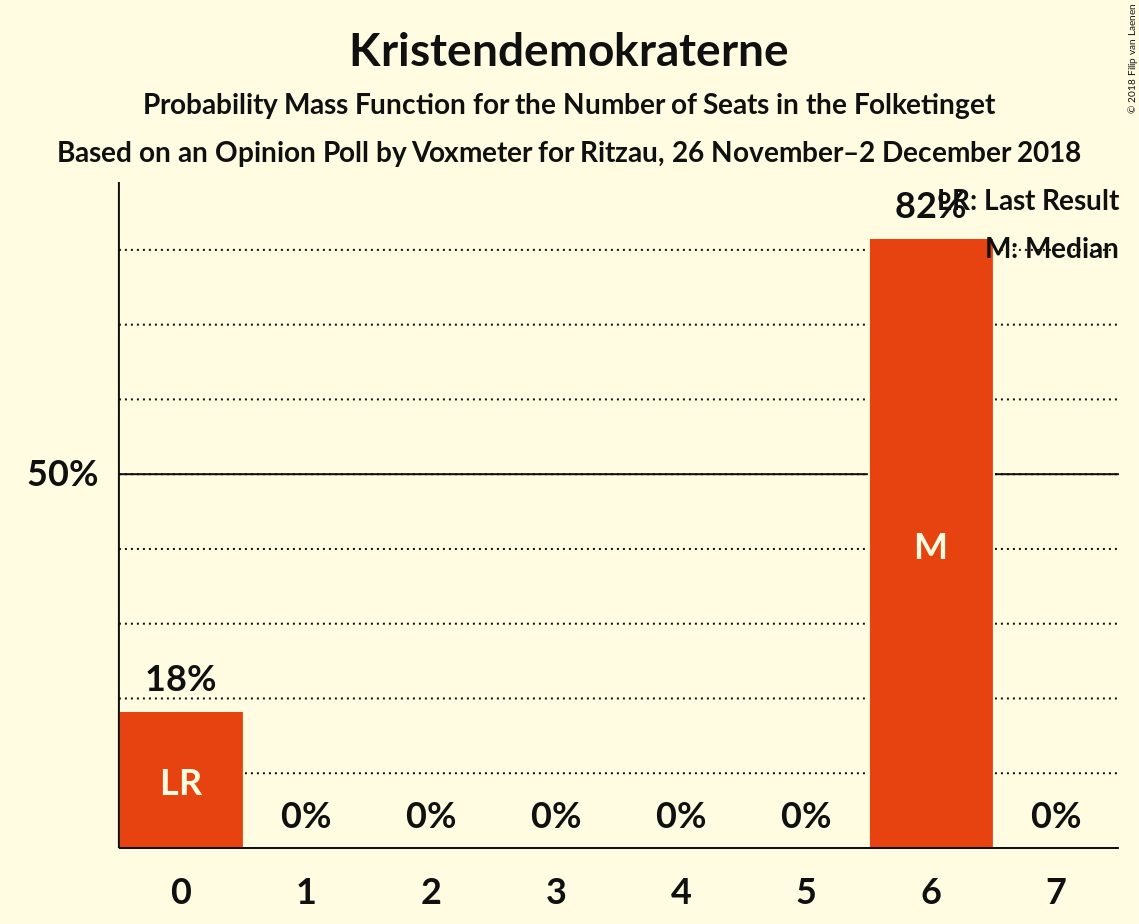 Kristendemokraterne
Probability Mass Function for the Number of Seats in the Folketinget
Based on an Opinion Poll by Voxmeter for Ritzau, 26 November–2 December 2018
© 2018 Filip van Laenen
LR: Last Result
M: Median
82%
50%
M
18%
LR
0% 0% 0% 0% 0% 0%
0 1 2 3 4 5 6 7